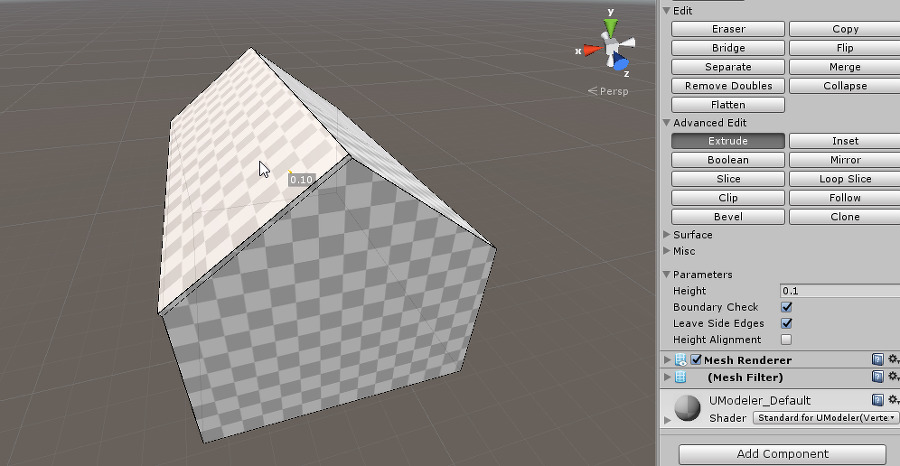 y
x
z
Persp
0.10
Edit
Eraser Copy
Bridge Flip
Separate Merge
Remove Doubles Collapse
Flatten
Advanced Edit
Extrude Inset
Boolean Mirror
Slice Loop Slice
Clip Follow
Bevel Clone
Surface
Misc
Parameters
Height 0.1
Boundary Check
Leave Side Edges
Height Alignment
Mesh Renderer
(Mesh Filter)
UModeler_Default
Shader Standard for UModeler(Verte
Add Component